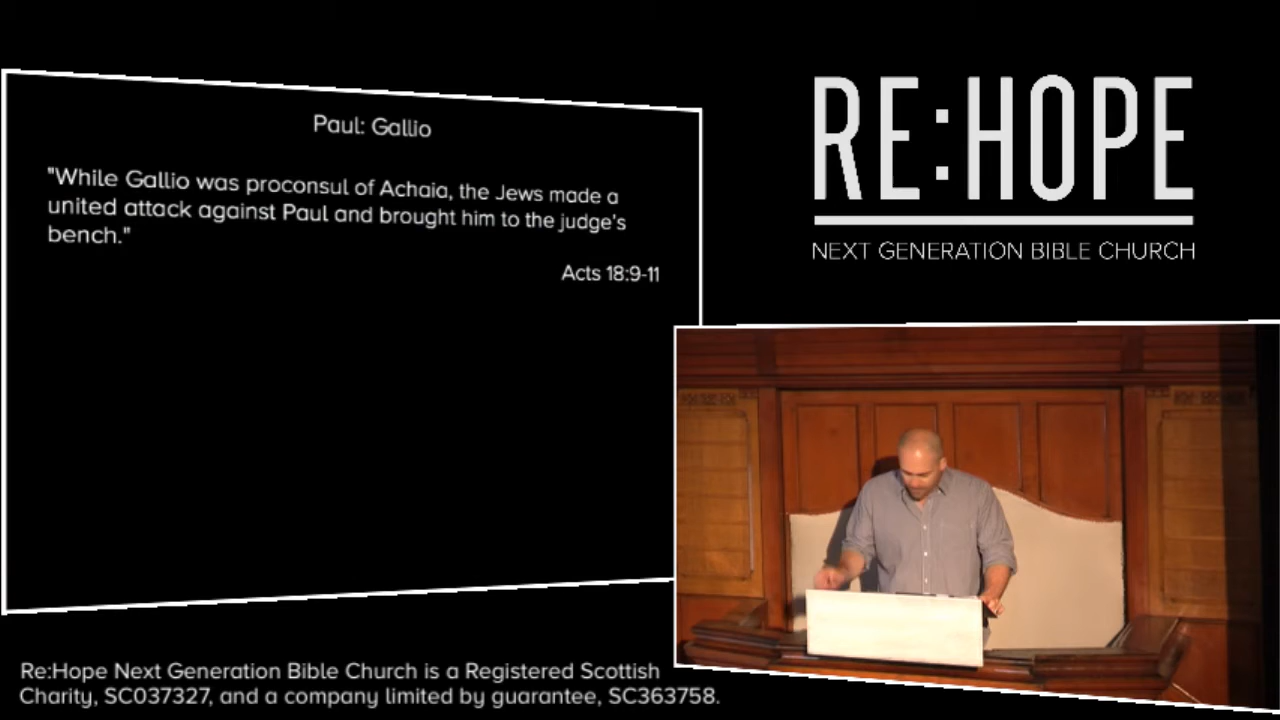 Paul: Gallio
"While Gallio was proconsul of Achaia, the Jews made a
united attack against Paul and brought him to the judge's
bench."
Acts 18:9-11
RE:HOPE
NEXT GENERATION BIBLE CHURCH
Re:Hope Next Generation Bible Church is a Registered Scottish
Charity, SC037327, and a company limited by guarantee, SC363758.